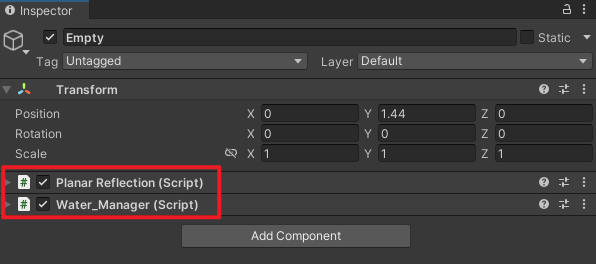 Inspector
Empty Static
Tag Untagged Layer Default
Transform
Position X 0 Y 1.44 Z 0
Rotation X 0 Y 0 Z 0
Scale X 1 Y 1 Z 1
# Planar Reflection (Script)
# Water_Manager (Script)
Add Component